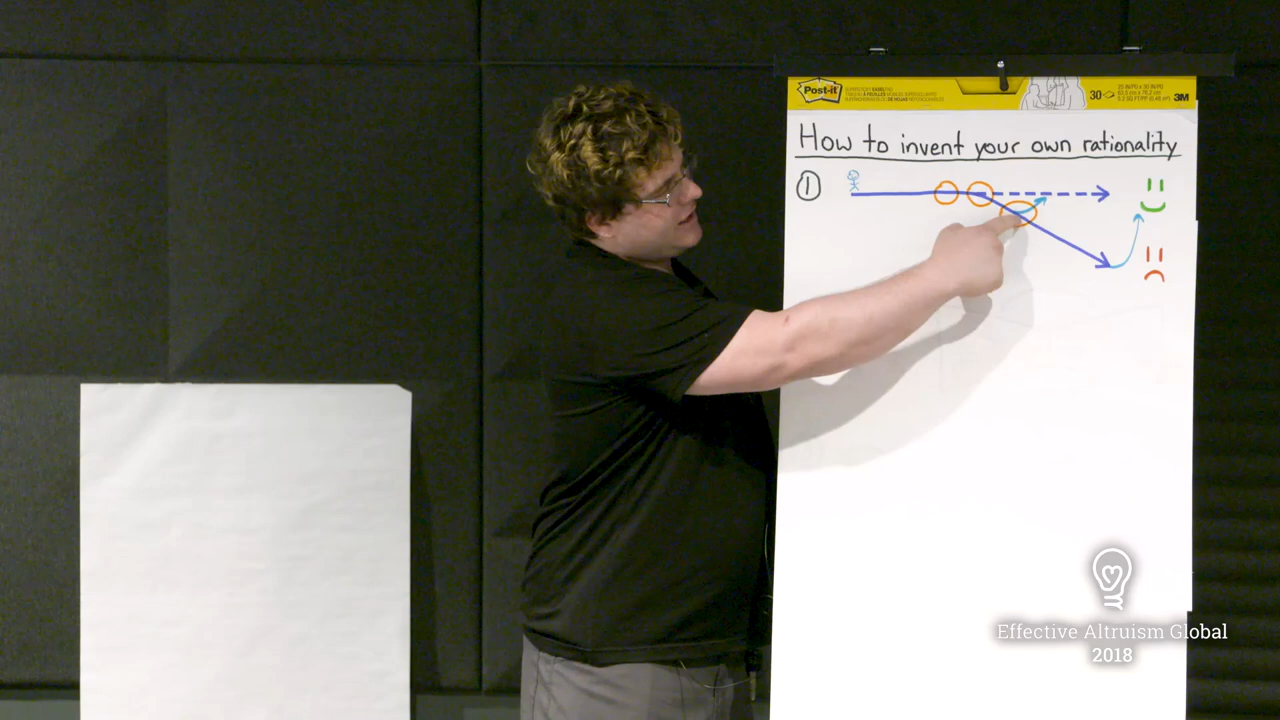 Post-it
30
3M
How to invent your own rationality
1
Effective Altruism Global
2018